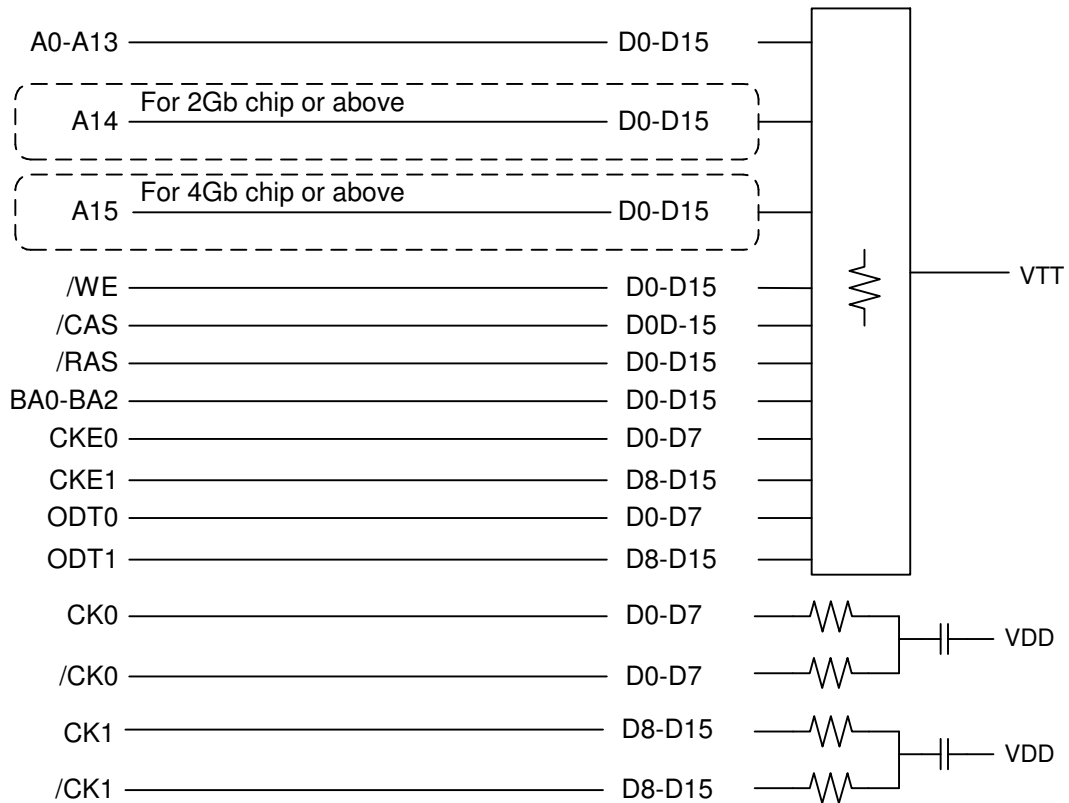 A0-A13 D0-D15
For 2Gb chip or above
A14 D0-D15
For 4Gb chip or above
A15 D0-D15
/WE D0-D15
VTT
/CAS D0D-15
/RAS D0-D15
BA0-BA2 D0-D15
CKE0 D0-D7
CKE1 D8-D15
ODT0 D0-D7
ODT1 D8-D15
CK0 D0-D7
VDD
/CK0 D0-D7
CK1 D8-D15
VDD
/CK1 D8-D15